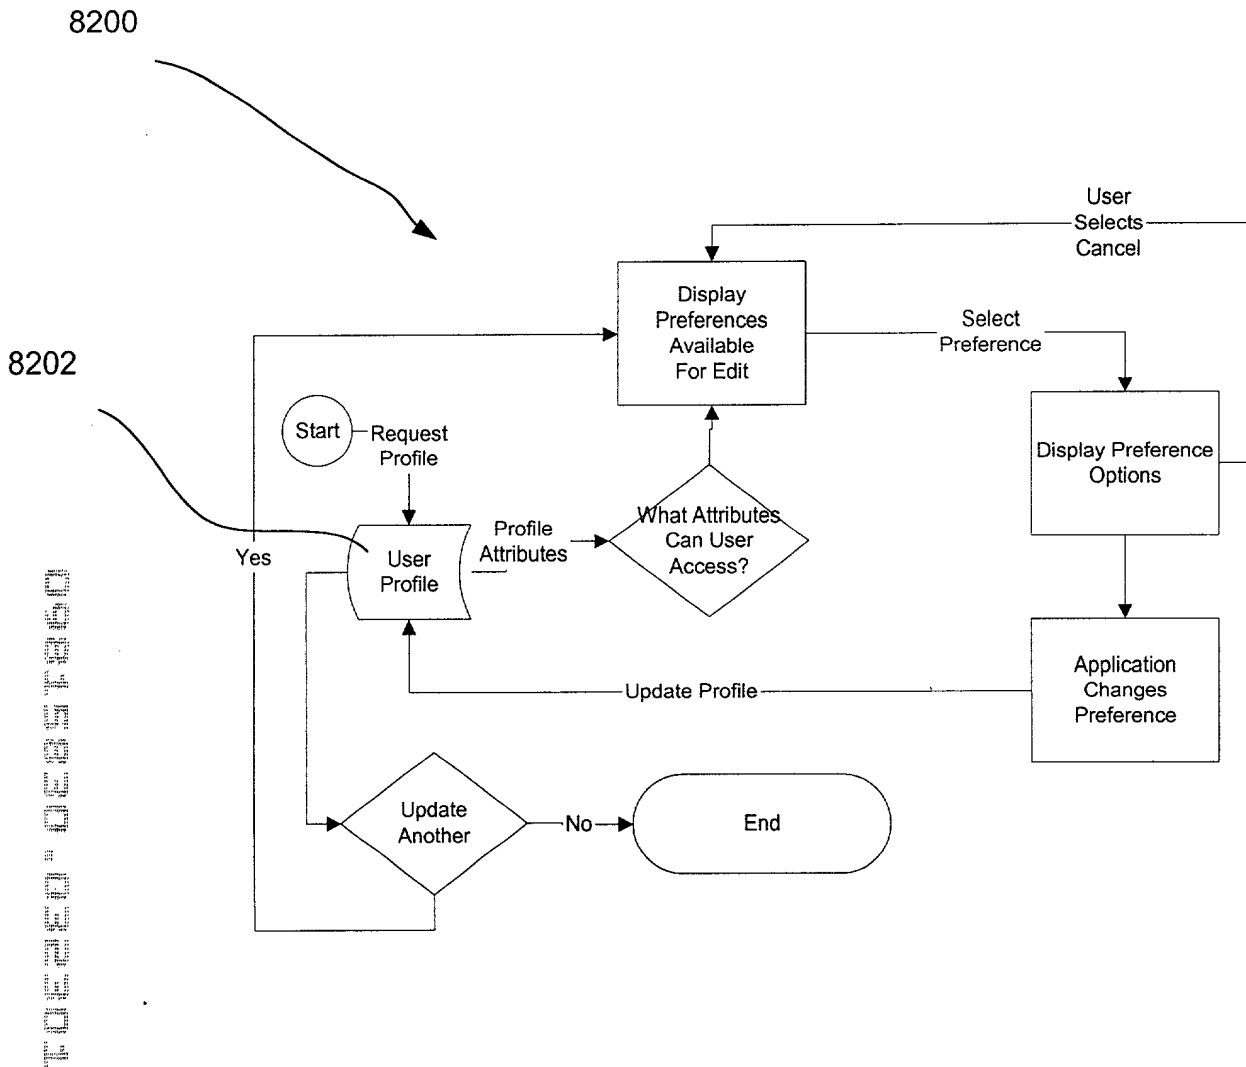 8200
User
Selects
Cancel
Display
Preferences
Available
For Edit
Select
Preference
8202
Start
Request
Profile
Display Preference
Options
What Attributes
Can User
Access?
Profile
Attributes
User
Profile
Yes
Application
Changes
Preference
Update Profile
Update
Another
No
End